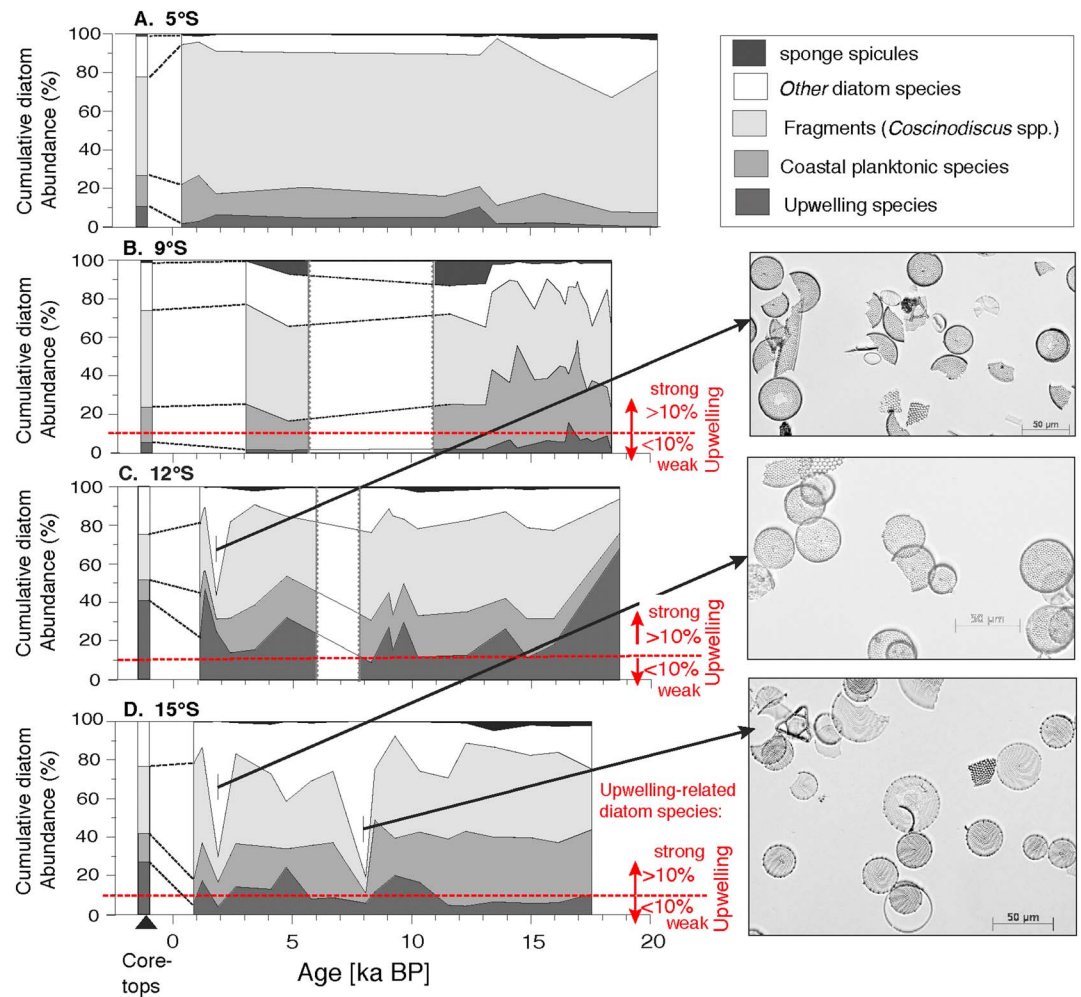 A. 5°S
Cumulative diatom
Abundance (%)
100
80
60
40
20
0
sponge spicules
Other diatom species
Fragments (Coscinodiscus spp.)
Coastal planktonic species
Upwelling species
B. 9°S
Cumulative diatom
Abundance (%)
100
80
60
40
20
0
strong
>10%
<10%
weak
Upwelling
50 µm
C. 12°S
Cumulative diatom
Abundance (%)
100
80
60
40
20
0
strong
>10%
<10%
weak
Upwelling
50 µm
D. 15°S
Cumulative diatom
Abundance (%)
100
80
60
40
20
0
Upwelling-related
diatom species:
strong
>10%
<10%
weak
Upwelling
50 µm
0 5 10 15 20
Core-
tops
Age [ka BP]